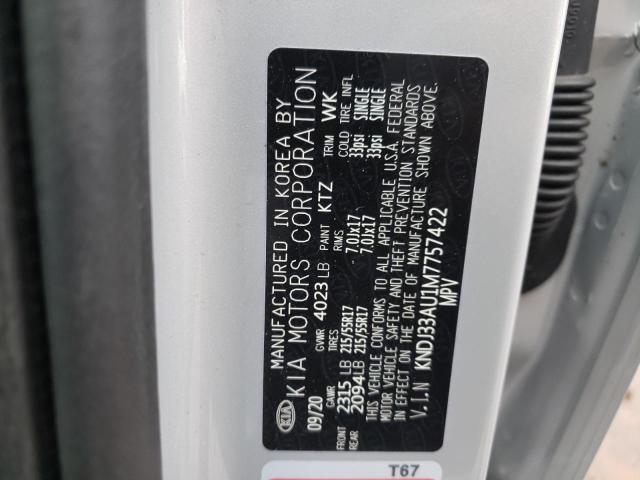 KIA
MANUFACTURED IN KOREA BY
KIA MOTORS CORPORATION
09/20 GVWR 4023 LB PAINT KTZ TRIM WK
GAWR TIRES RIMS COLD TIRE INFL
FRONT 2315 LB 215/55R17 7.0Jx17 33psi SINGLE
REAR 2094 LB 215/55R17 7.0Jx17 33psi SINGLE
THIS VEHICLE CONFORMS TO ALL APPLICABLE U.S.A. FEDERAL
MOTOR VEHICLE SAFETY AND THEFT PREVENTION STANDARDS
IN EFFECT ON THE DATE OF MANUFACTURE SHOWN ABOVE.
V.I.N KNDJ33AU1M7757422
MPV
T67